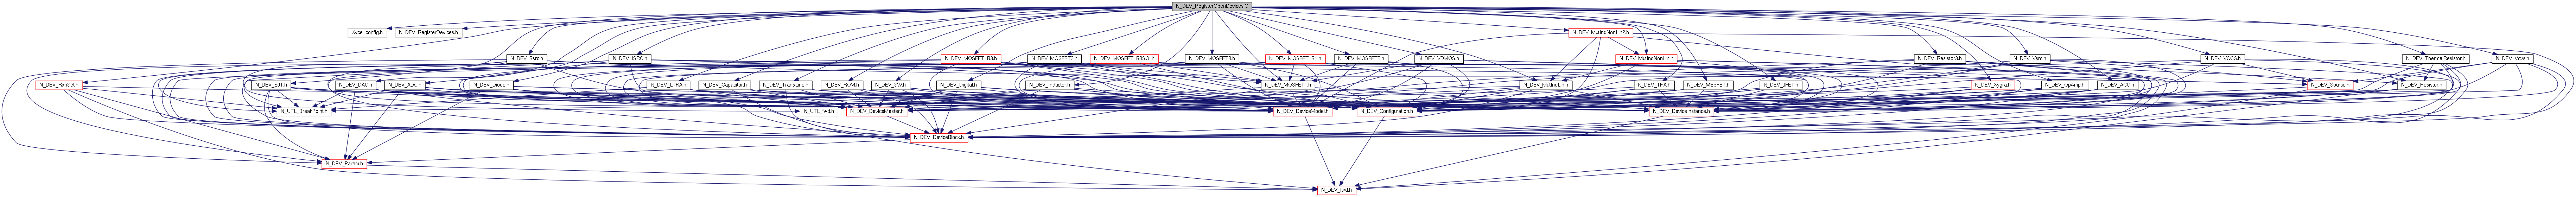 N_DEV_RegisterOpenDevices.C
Xyce_config.h
N_DEV_RegisterDevices.h
N_DEV_MutIndNonLin2.h
N_DEV_Bsrc.h
N_DEV_ISRC.h
N_DEV_MOSFET_B3.h
N_DEV_MOSFET2.h
N_DEV_MOSFET_B3SOI.h
N_DEV_MOSFET3.h
N_DEV_MOSFET_B4.h
N_DEV_MOSFET6.h
N_DEV_VDMOS.h
N_DEV_MutIndNonLin.h
N_DEV_Resistor3.h
N_DEV_Vsrc.h
N_DEV_VCCS.h
N_DEV_ThermalResistor.h
N_DEV_Vcvs.h
N_DEV_RxnSet.h
N_DEV_BJT.h
N_DEV_DAC.h
N_DEV_ADC.h
N_DEV_Diode.h
N_DEV_LTRA.h
N_DEV_Capacitor.h
N_DEV_TransLine.h
N_DEV_ROM.h
N_DEV_SW.h
N_DEV_Digital.h
N_DEV_Inductor.h
N_DEV_MOSFET1.h
N_DEV_MutIndLin.h
N_DEV_TRA.h
N_DEV_MESFET.h
N_DEV_JFET.h
N_DEV_Xygra.h
N_DEV_OpAmp.h
N_DEV_ACC.h
N_DEV_Source.h
N_DEV_Resistor.h
N_UTL_BreakPoint.h
N_UTL_fwd.h
N_DEV_DeviceMaster.h
N_DEV_DeviceModel.h
N_DEV_Configuration.h
N_DEV_DeviceInstance.h
N_DEV_DeviceBlock.h
N_DEV_Param.h
N_DEV_fwd.h